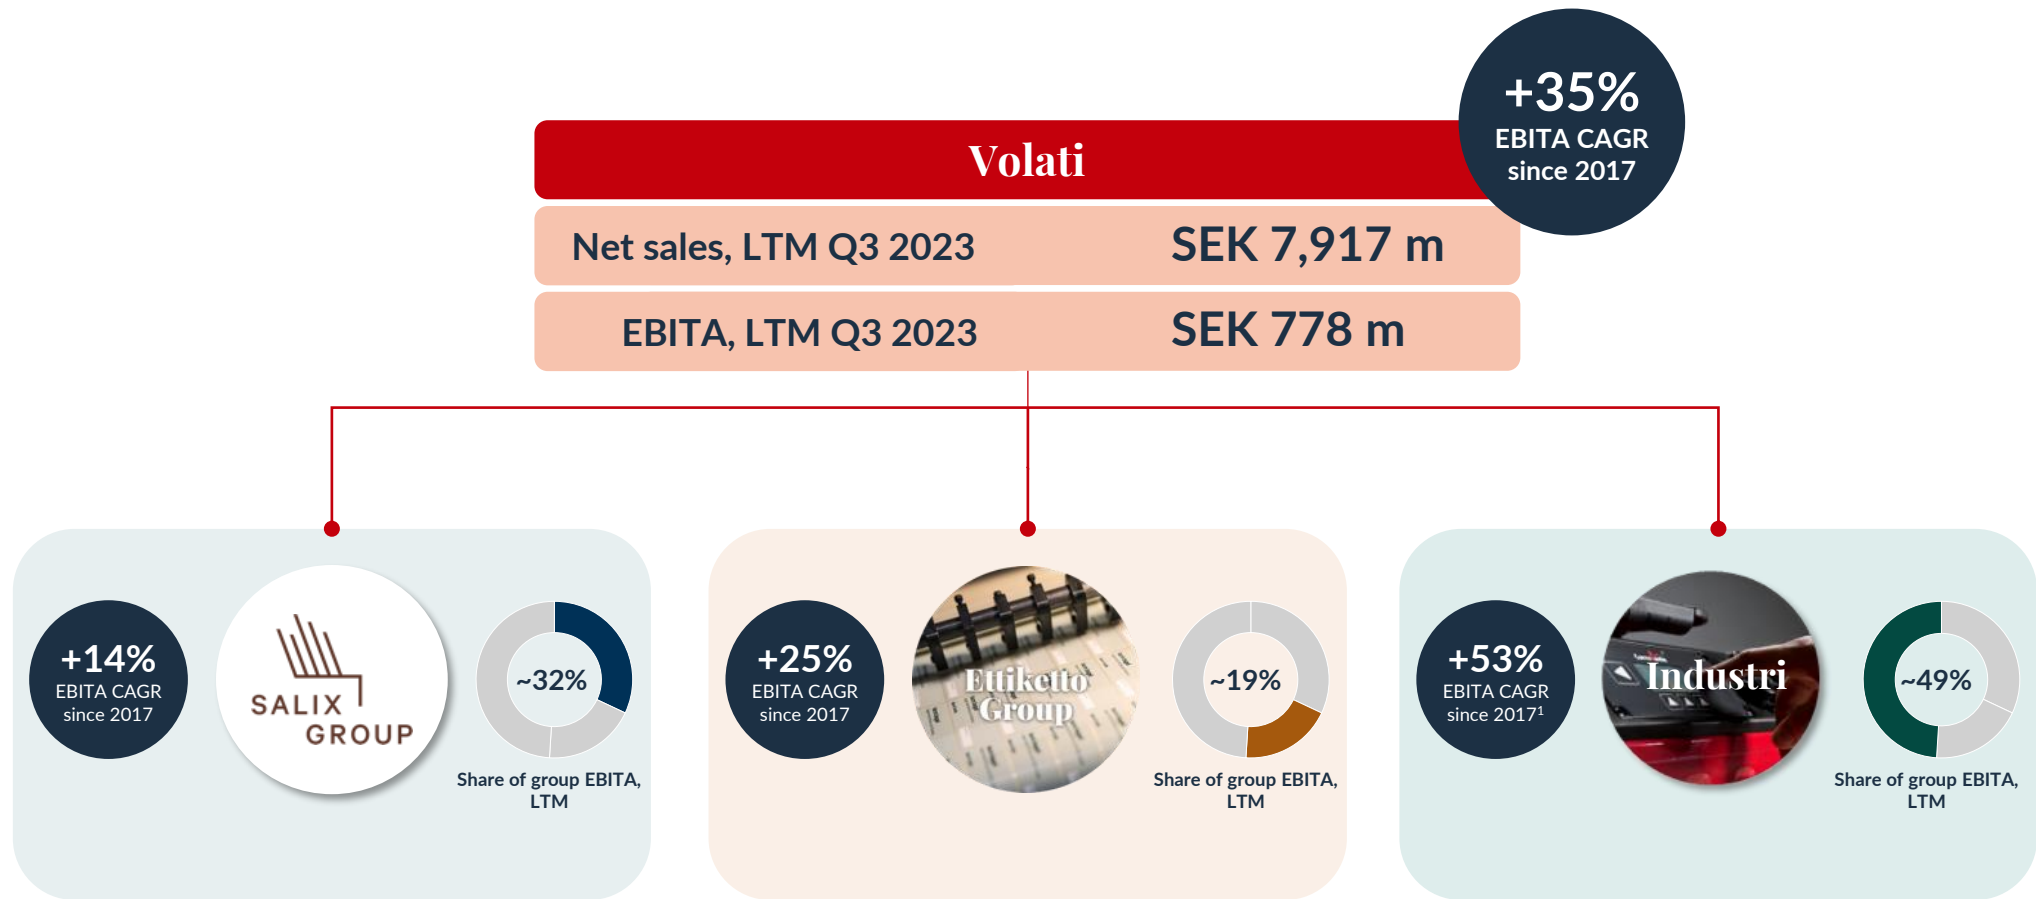 +35%
EBITA CAGR
since 2017
Volati
Net sales, LTM Q3 2023 SEK 7,917 m
EBITA, LTM Q3 2023 SEK 778 m
+14%
EBITA CAGR
since 2017
SALIX
GROUP
~32%
Share of group EBITA,
LTM
+25%
EBITA CAGR
since 2017
Ettiketto
Group
~19%
Share of group EBITA,
LTM
+53%
EBITA CAGR
since 2017¹
Industri
~49%
Share of group EBITA,
LTM